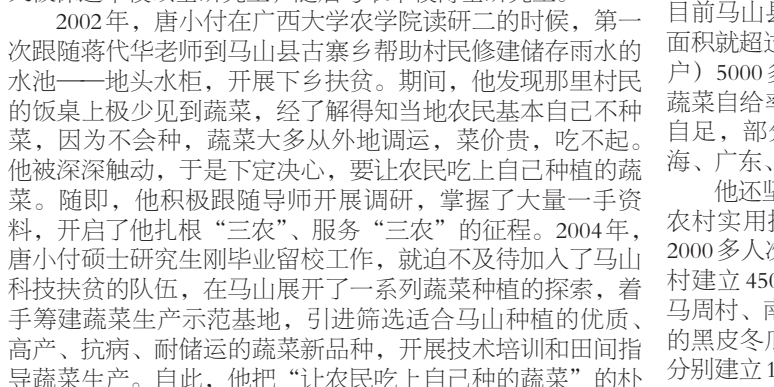 2002年，唐小付在广西大学农学院读研二的时候，第一
次跟随蒋代华老师到马山县古寨乡帮助村民修建储存雨水的
水池——地头水柜，开展下乡扶贫。期间，他发现那里村民
的饭桌上极少见到蔬菜，经了解得知当地农民基本自己不种
菜，因为不会种，蔬菜大多从外地调运，菜价贵，吃不起。
他被深深触动，于是下定决心，要让农民吃上自己种植的蔬
菜。随即，他积极跟随导师开展调研，掌握了大量一手资
料，开启了他扎根“三农”、服务“三农”的征程。2004年，
唐小付硕士研究生刚毕业留校工作，就迫不及待加入了马山
科技扶贫的队伍，在马山展开了一系列蔬菜种植的探索，着
手筹建蔬菜生产示范基地，引进筛选适合马山种植的优质、
高产、抗病、耐储运的蔬菜新品种，开展技术培训和田间指
导蔬菜生产。自此，他把“让农民吃上自己种的蔬菜”的朴
目前马山县
面积就超过
户）5000多
蔬菜自给率
自足，部分
海、广东、
他还坚
农村实用技
2000多人次
村建立450
马周村、南
的黑皮冬瓜
分别建立1